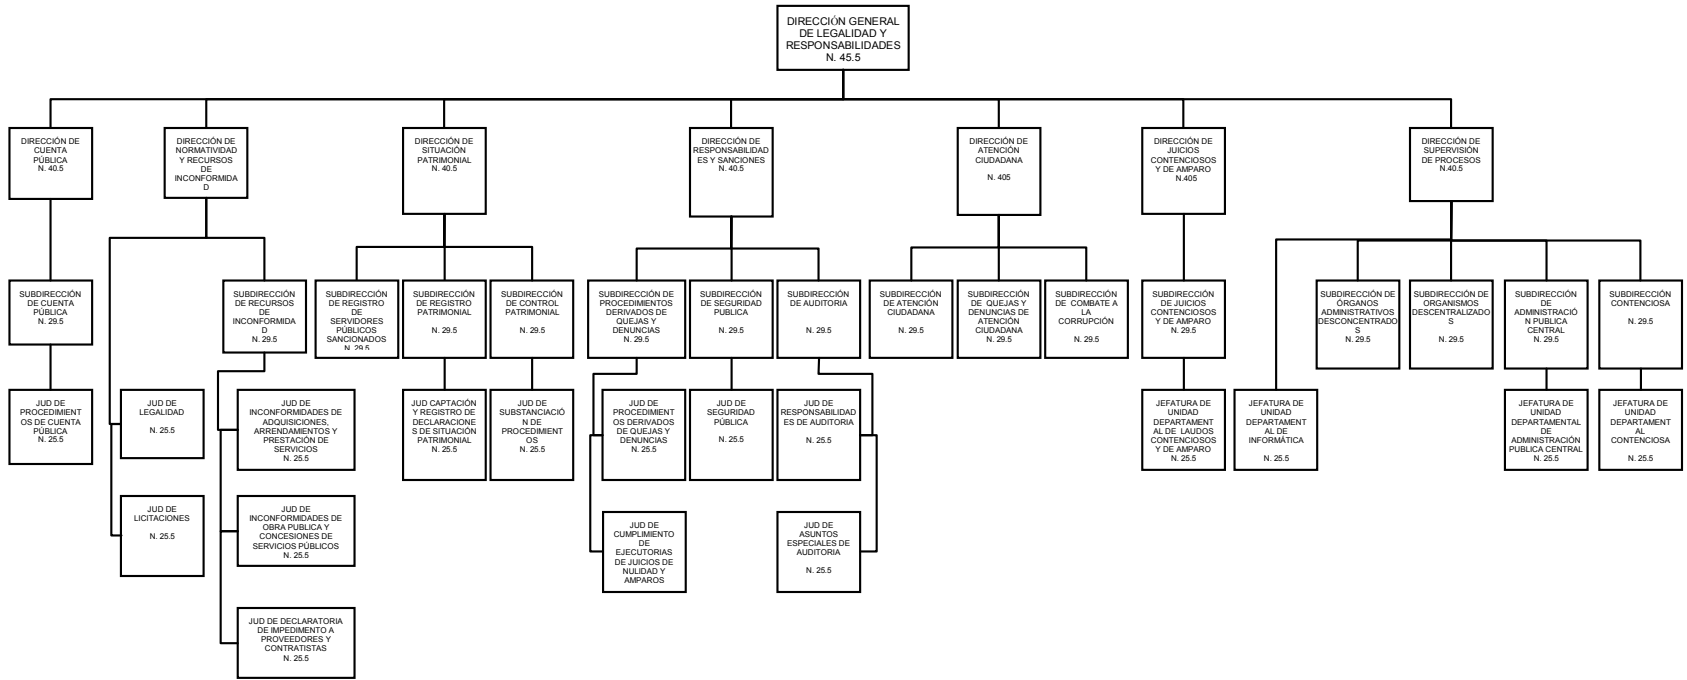 DIRECCIÓN GENERAL
DE LEGALIDAD Y
RESPONSABILIDADES
N. 45.5
DIRECCIÓN DE
CUENTA
PÚBLICA
N. 40.5
DIRECCIÓN DE
NORMATIVIDAD
Y RECURSOS
DE
INCONFORMIDA
D
DIRECCIÓN DE
SITUACIÓN
PATRIMONIAL
N. 40.5
DIRECCIÓN DE
RESPONSABILIDAD
ES Y SANCIONES
N. 40.5
DIRECCIÓN DE
ATENCIÓN
CIUDADANA
N. 405
DIRECCIÓN DE
JUICIOS
CONTENCIOSOS
Y DE AMPARO
N.405
DIRECCIÓN DE
SUPERVISIÓN
DE PROCESOS
N.40.5
SUBDIRECCIÓN
DE CUENTA
PÚBLICA
N. 29.5
SUBDIRECCIÓN
DE RECURSOS
DE
INCONFORMIDA
D
N. 29.5
SUBDIRECCIÓN
DE REGISTRO
DE
SERVIDORES
PÚBLICOS
SANCIONADOS
N. 29.5
SUBDIRECCIÓN
DE REGISTRO
PATRIMONIAL
N. 29.5
SUBDIRECCIÓN
DE CONTROL
PATRIMONIAL
N. 29.5
SUBDIRECCIÓN DE
PROCEDIMIENTOS
DERIVADOS DE
QUEJAS Y
DENUNCIAS
N. 29.5
SUBDIRECCIÓN
DE SEGURIDAD
PUBLICA
N. 29.5
SUBDIRECCIÓN
DE AUDITORIA
N. 29.5
SUBDIRECCIÓN
DE ATENCIÓN
CIUDADANA
N. 29.5
SUBDIRECCIÓN
DE QUEJAS Y
DENUNCIAS DE
ATENCIÓN
CIUDADANA
N. 29.5
SUBDIRECCIÓN
DE COMBATE A
LA
CORRUPCIÓN
N. 29.5
SUBDIRECCIÓN
DE JUICIOS
CONTENCIOSOS
Y DE AMPARO
N. 29.5
SUBDIRECCIÓN DE
ÓRGANOS
ADMINISTRATIVOS
DESCONCENTRADO
S
N. 29.5
SUBDIRECCIÓN DE
ORGANISMOS
DESCENTRALIZADO
S
N. 29.5
SUBDIRECCIÓN
DE
ADMINISTRACIÓ
N PUBLICA
CENTRAL
N. 29.5
SUBDIRECCIÓN
CONTENCIOSA
N. 29.5
JUD DE
PROCEDIMIENT
OS DE CUENTA
PÚBLICA
N. 25.5
JUD DE
LEGALIDAD
N. 25.5
JUD DE
INCONFORMIDADES DE
ADQUISICIONES,
ARRENDAMIENTOS Y
PRESTACIÓN DE
SERVICIOS
N. 25.5
JUD CAPTACIÓN
Y REGISTRO DE
DECLARACIONE
S DE SITUACIÓN
PATRIMONIAL
N. 25.5
JUD DE
SUBSTANCIACIÓ
N DE
PROCEDIMIENT
OS
N. 25.5
JUD DE
PROCEDIMIENT
OS DERIVADOS
DE QUEJAS Y
DENUNCIAS
N. 25.5
JUD DE
SEGURIDAD
PÚBLICA
N. 25.5
JUD DE
RESPONSABILIDAD
ES DE AUDITORIA
N. 25.5
JEFATURA DE
UNIDAD
DEPARTAMENT
AL DE LAUDOS
CONTENCIOSOS
Y DE AMPARO
N. 25.5
JEFATURA DE
UNIDAD
DEPARTAMENT
AL DE
INFORMÁTICA
N. 25.5
JEFATURA DE
UNIDAD
DEPARTAMENTAL
DE
ADMINISTRACIÓN
PUBLICA CENTRAL
N. 25.5
JEFATURA DE
UNIDAD
DEPARTAMENT
AL
CONTENCIOSA
N. 25.5
JUD DE
LICITACIONES
N. 25.5
JUD DE
INCONFORMIDADES DE
OBRA PUBLICA Y
CONCESIONES DE
SERVICIOS PÚBLICOS
N. 25.5
JUD DE
CUMPLIMIENTO
DE
EJECUTORIAS
DE JUICIOS DE
NULIDAD Y
AMPAROS
JUD DE
ASUNTOS
ESPECIALES DE
AUDITORIA
N. 25.5
JUD DE DECLARATORIA
DE IMPEDIMENTO A
PROVEEDORES Y
CONTRATISTAS
N. 25.5